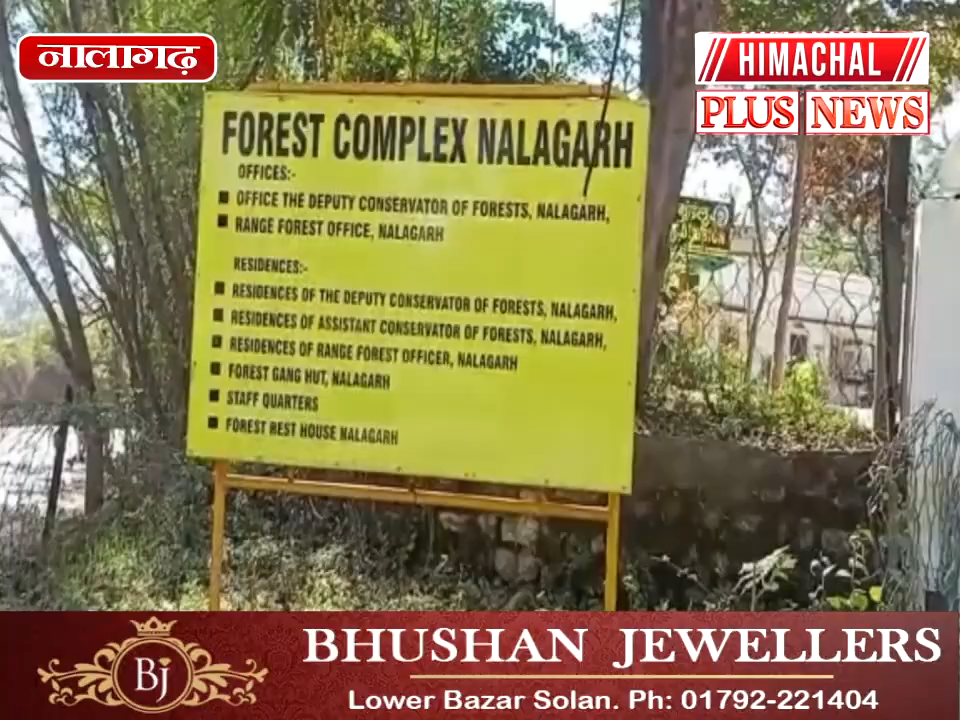 नालागढ़
HIMACHAL
PLUS NEWS
FOREST COMPLEX NALAGARH
OFFICES:-
■ OFFICE THE DEPUTY CONSERVATOR OF FORESTS, NALAGARH,
■ RANGE FOREST OFFICE, NALAGARH
RESIDENCES:-
■ RESIDENCES OF THE DEPUTY CONSERVATOR OF FORESTS, NALAGARH,
■ RESIDENCES OF ASSISTANT CONSERVATOR OF FORESTS, NALAGARH,
■ RESIDENCES OF RANGE FOREST OFFICER, NALAGARH
■ FOREST GANG HUT, NALAGARH
■ STAFF QUARTERS
■ FOREST REST HOUSE NALAGARH
BJ
BHUSHAN JEWELLERS
Lower Bazar Solan. Ph: 01792-221404